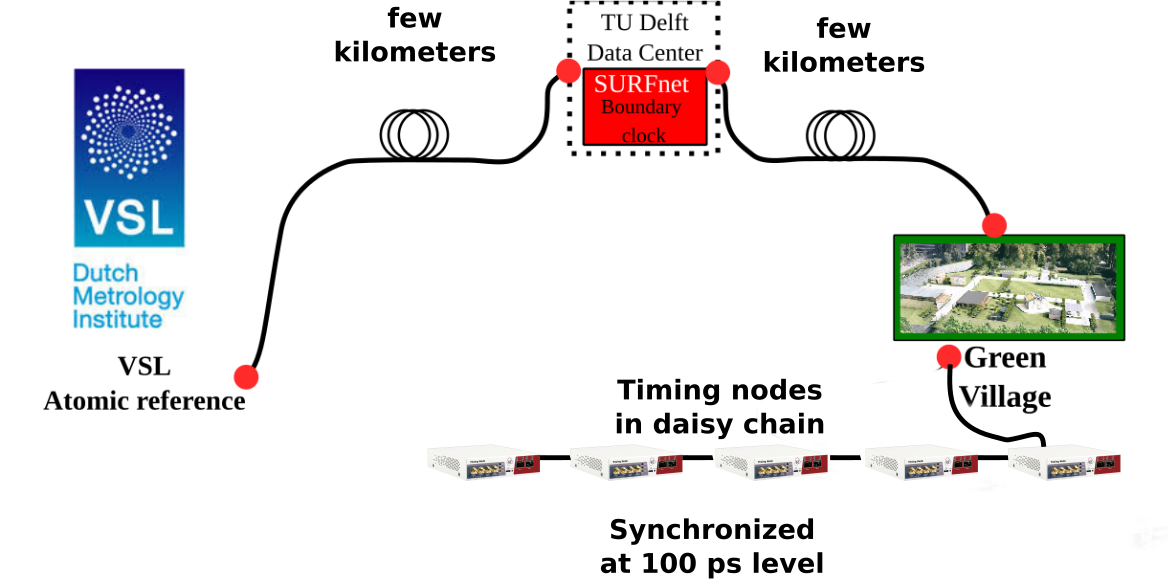 few
kilometers
TU Delft
Data Center
SURFnet
Boundary
clock
few
kilometers
VSL
Dutch
Metrology
Institute
VSL
Atomic reference
Green
Village
Timing nodes
in daisy chain
Synchronized
at 100 ps level